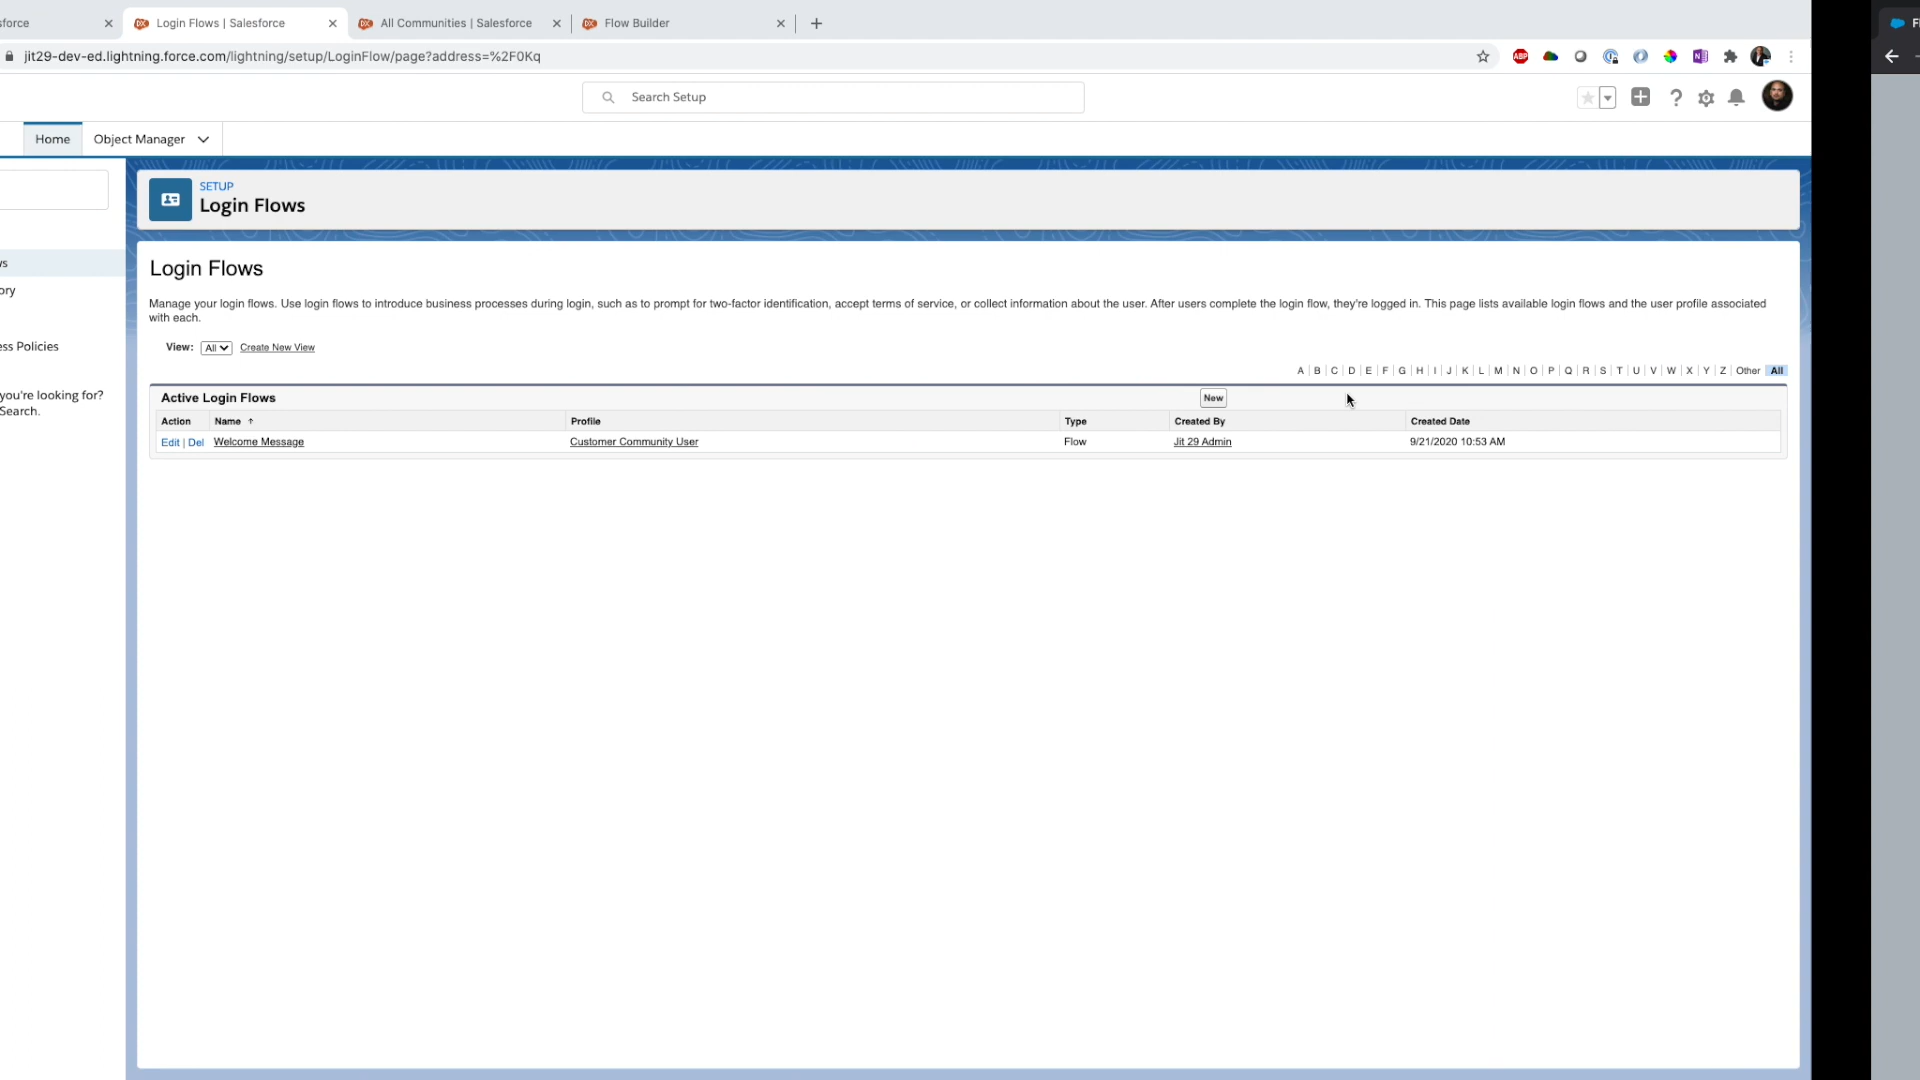 sforce
Login Flows | Salesforce
All Communities | Salesforce
Flow Builder
jit29-dev-ed.lightning.force.com/lightning/setup/LoginFlow/page?address=%2F0Kq
ABP
Search Setup
Home
Object Manager
SETUP
Login Flows
ws
ory
ess Policies
you're looking for?
Search.
Login Flows
Manage your login flows. Use login flows to introduce business processes during login, such as to prompt for two-factor identification, accept terms of service, or collect information about the user. After users complete the login flow, they're logged in. This page lists available login flows and the user profile associated
with each.
View: All Create New View
A | B | C | D | E | F | G | H | I | J | K | L | M | N | O | P | Q | R | S | T | U | V | W | X | Y | Z | Other All
Active Login Flows New
Action Name ↑ Profile Type Created By Created Date
Edit | Del Welcome Message Customer Community User Flow Jit 29 Admin 9/21/2020 10:53 AM